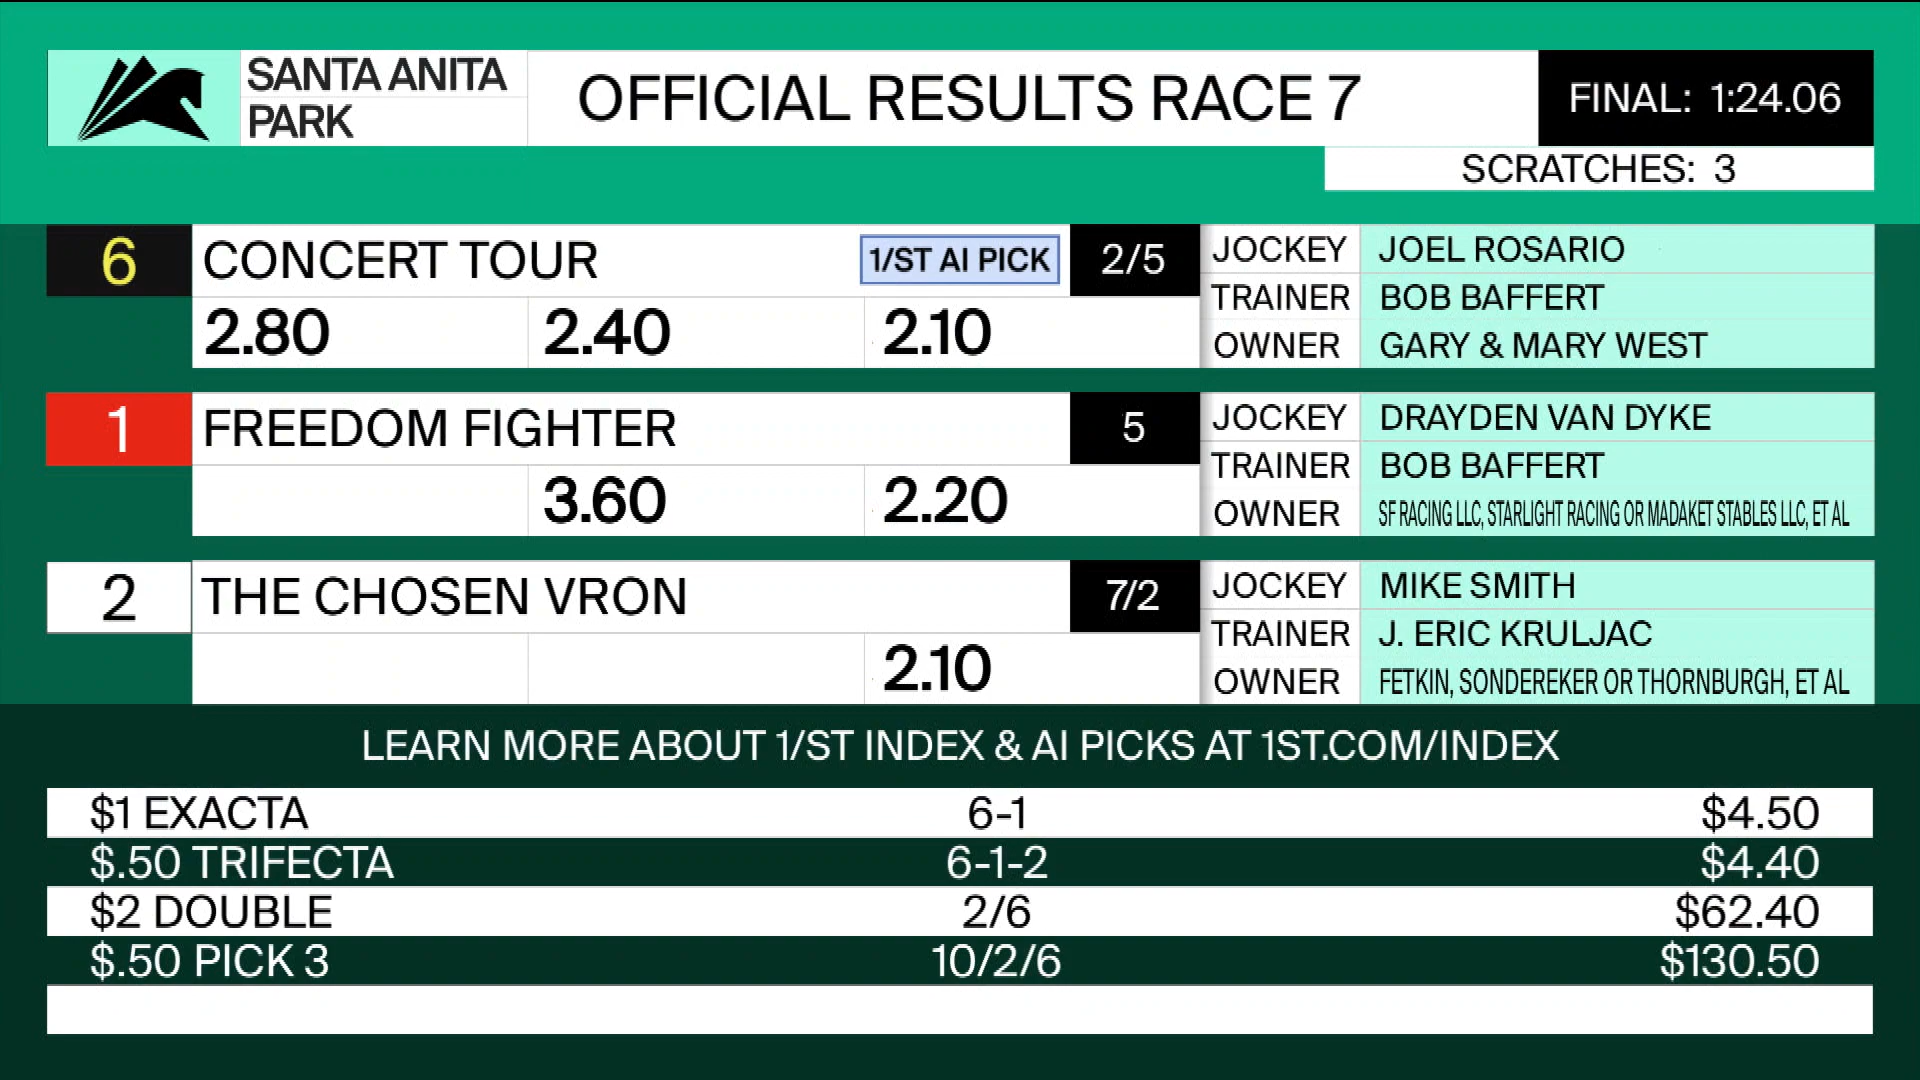 SANTA ANITA
PARK
OFFICIAL RESULTS RACE 7
FINAL: 1:24.06
SCRATCHES: 3
6
CONCERT TOUR
1/ST AI PICK
2/5
2.80 2.40 2.10
JOCKEY JOEL ROSARIO
TRAINER BOB BAFFERT
OWNER GARY & MARY WEST
1
FREEDOM FIGHTER
5
3.60 2.20
JOCKEY DRAYDEN VAN DYKE
TRAINER BOB BAFFERT
OWNER SF RACING LLC, STARLIGHT RACING OR MADAKET STABLES LLC, ET AL
2
THE CHOSEN VRON
7/2
2.10
JOCKEY MIKE SMITH
TRAINER J. ERIC KRULJAC
OWNER FETKIN, SONDEREKER OR THORNBURGH, ET AL
LEARN MORE ABOUT 1/ST INDEX & AI PICKS AT 1ST.COM/INDEX
$1 EXACTA 6-1 $4.50
$.50 TRIFECTA 6-1-2 $4.40
$2 DOUBLE 2/6 $62.40
$.50 PICK 3 10/2/6 $130.50